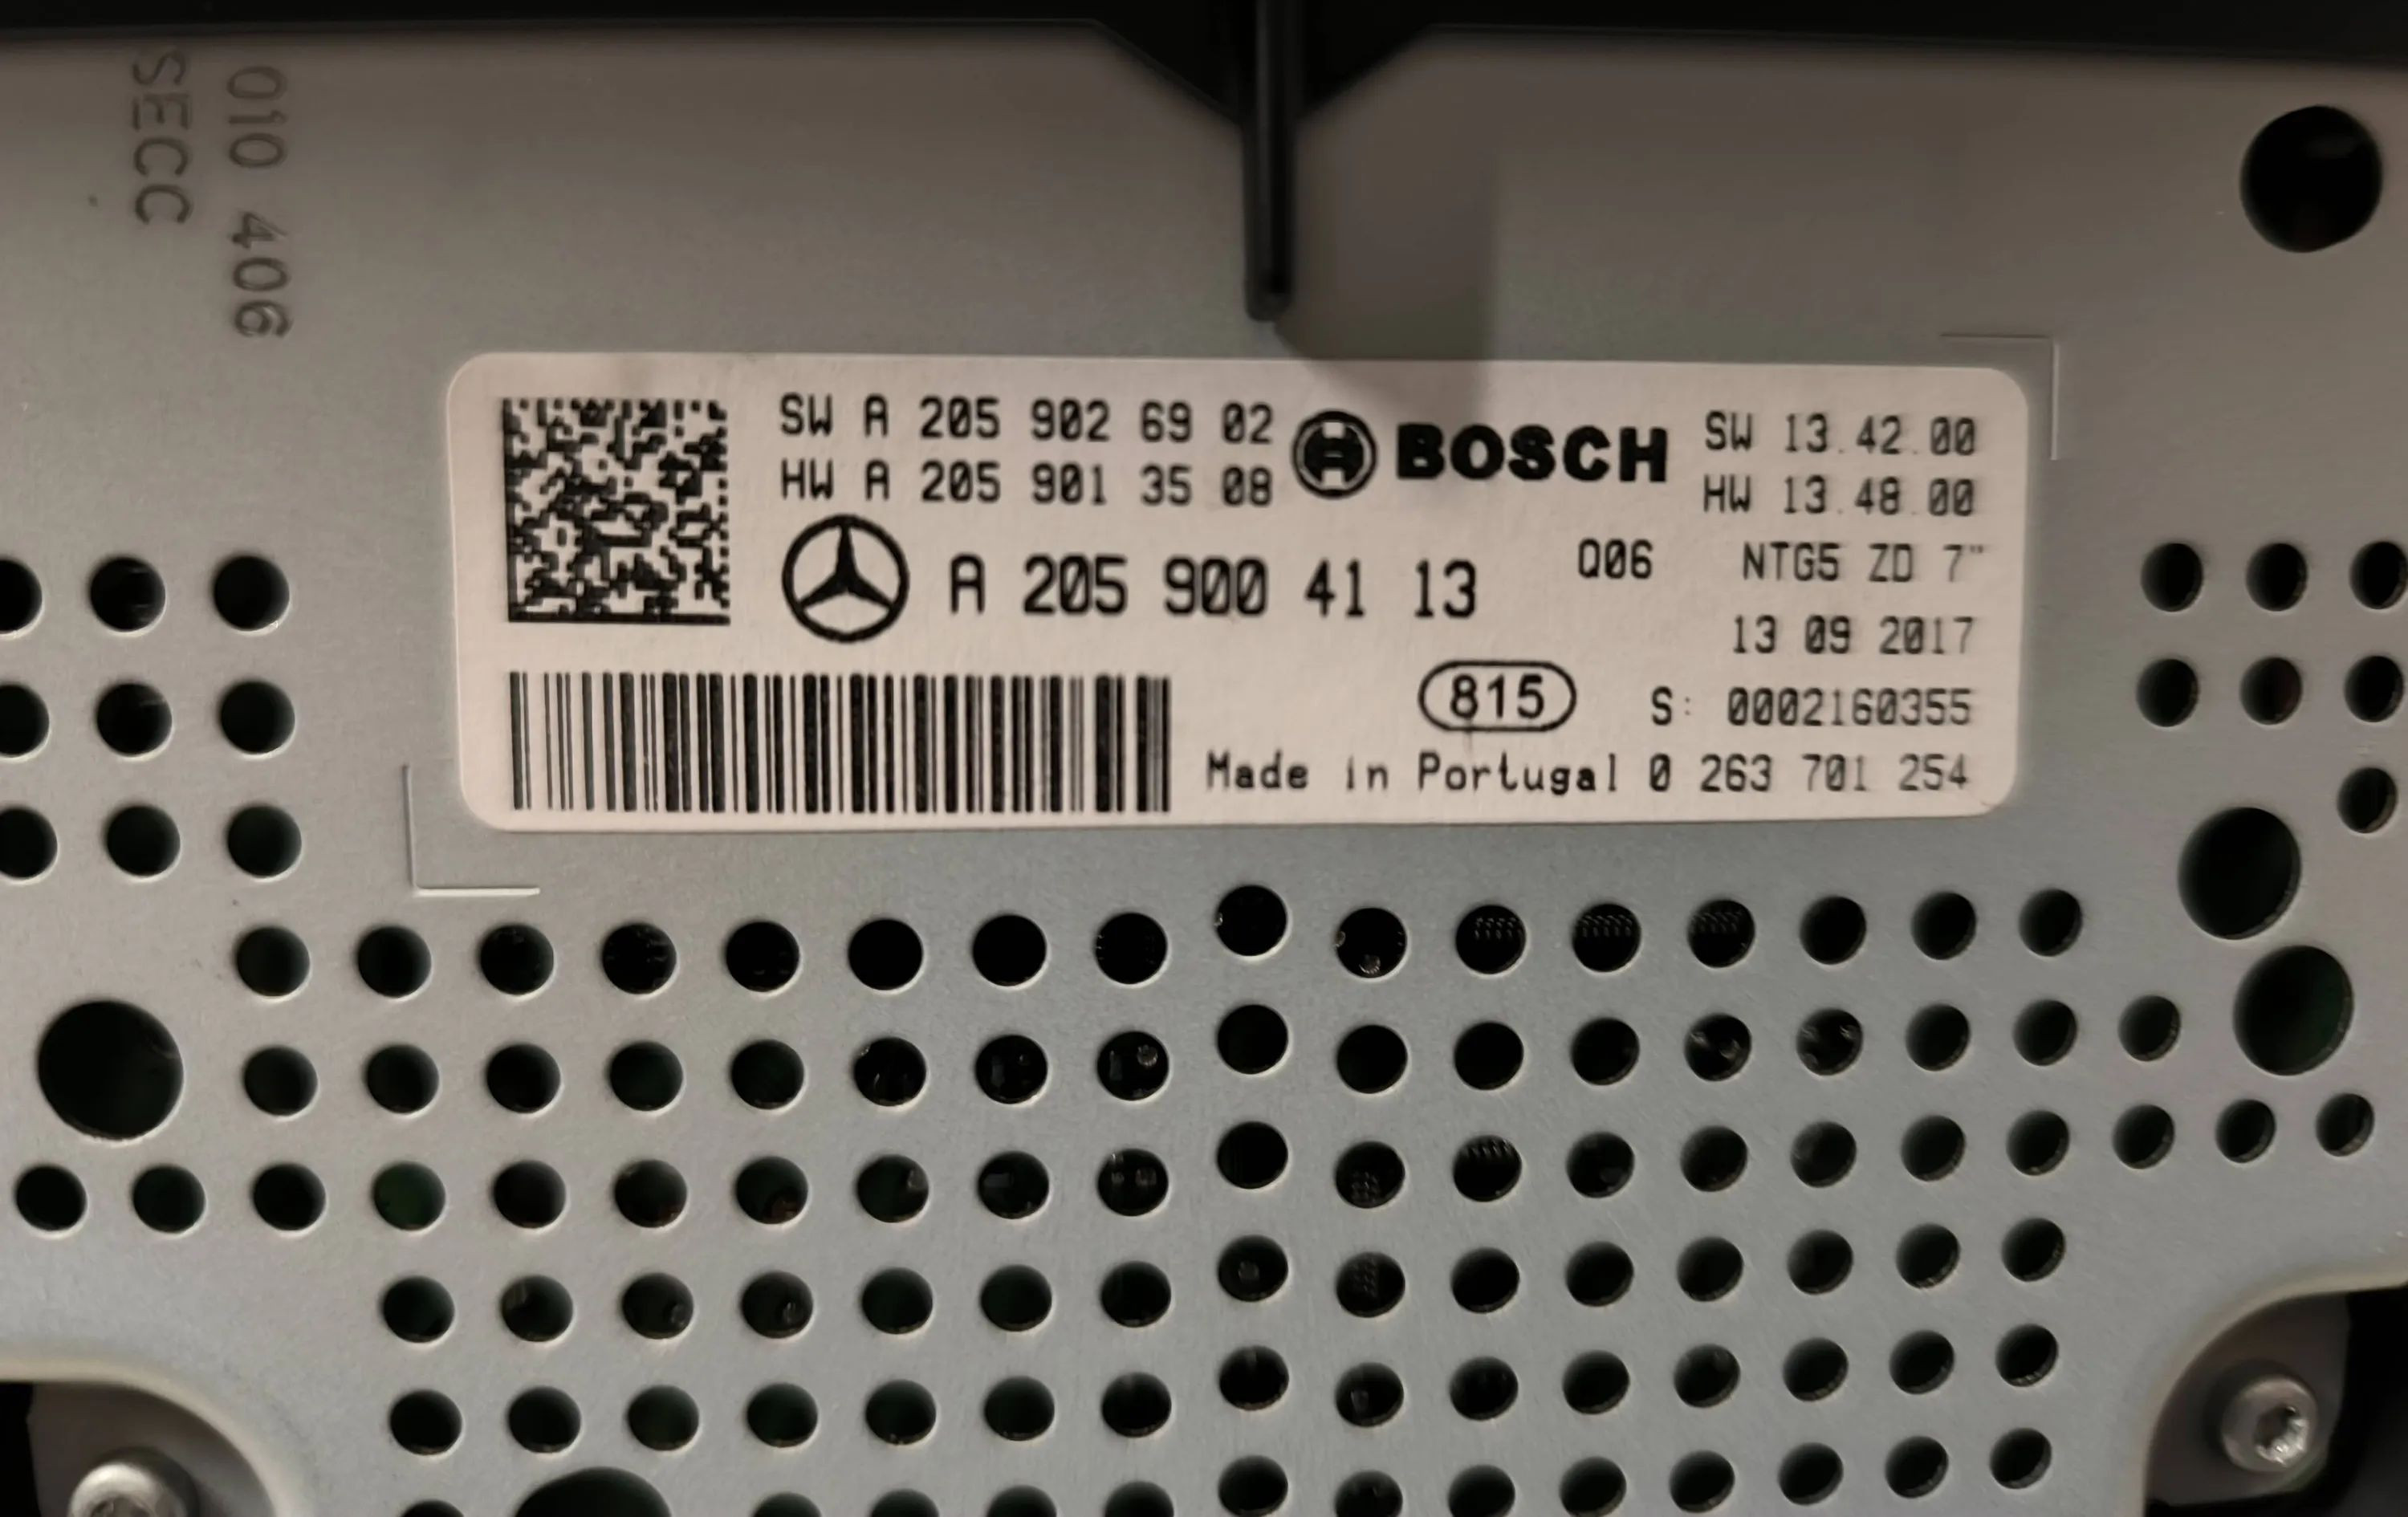 010 406
SECC
SW A 205 902 69 02
HW A 205 901 35 08
BOSCH
SW 13.42.00
HW 13.48.00
A 205 900 41 13
Q06 NTG5 ZD 7"
13 09 2017
815
S: 0002160355
Made in Portugal 0 263 701 254